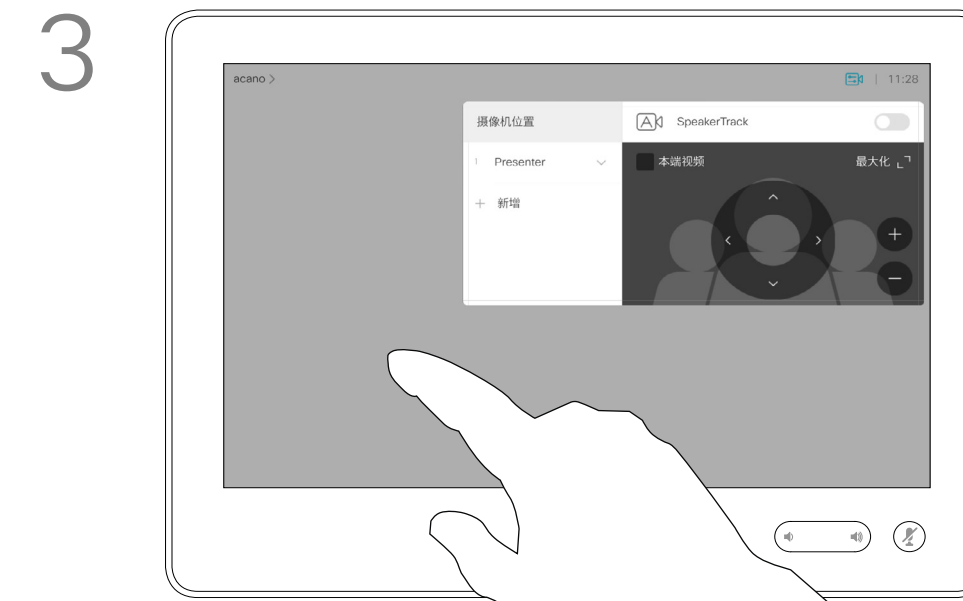 3
acano >
11:28
摄像机位置
SpeakerTrack
1 Presenter
本端视频
最大化
+ 新增